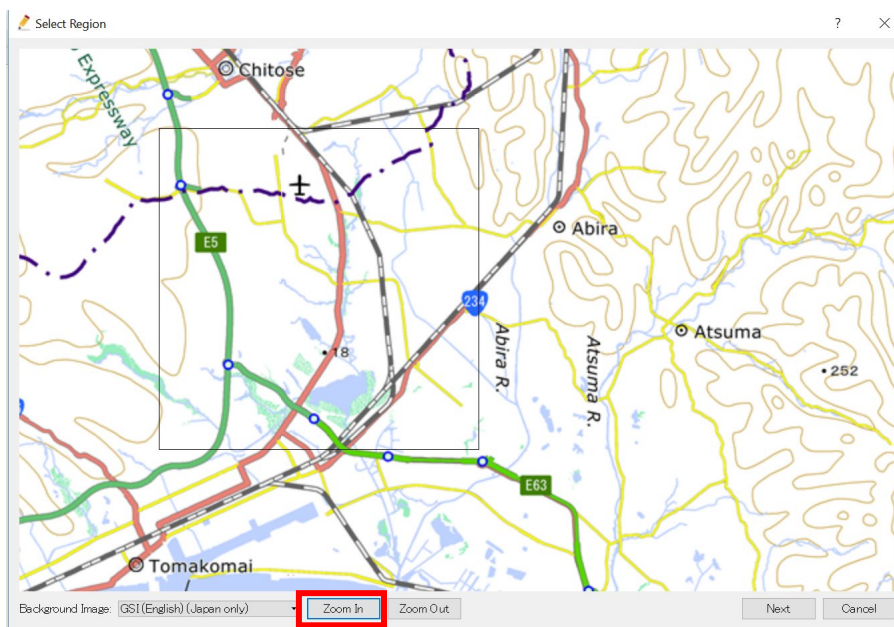 Select Region
?
Expressway
Chitose
E5
Abira
234
18
Abira R.
Atsuma R.
Atsuma
252
E63
Tomakomai
Background Image:
GSI (English) (Japan only)
Zoom In
Zoom Out
Next
Cancel